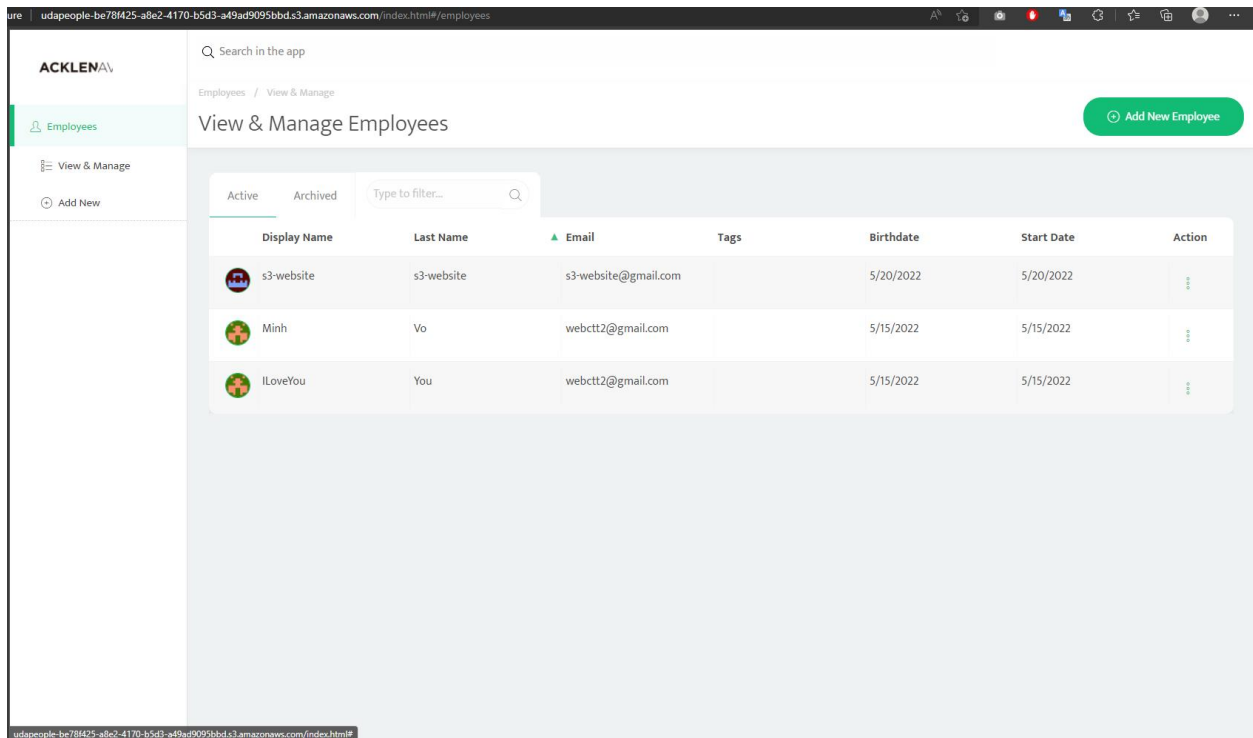 ure udapeople-be78f425-a8e2-4170-b5d3-a49ad9095bbd.s3.amazonaws.com/index.html#/employees
ACKLENAV
Search in the app
Employees / View & Manage
View & Manage Employees
Add New Employee
Employees
View & Manage
Add New
Active Archived Type to filter...
Display Name Last Name ▲ Email Tags Birthdate Start Date Action
s3-website s3-website s3-website@gmail.com 5/20/2022 5/20/2022
Minh Vo webctt2@gmail.com 5/15/2022 5/15/2022
ILoveYou You webctt2@gmail.com 5/15/2022 5/15/2022
udapeople-be78f425-a8e2-4170-b5d3-a49ad9095bbd.s3.amazonaws.com/index.html#